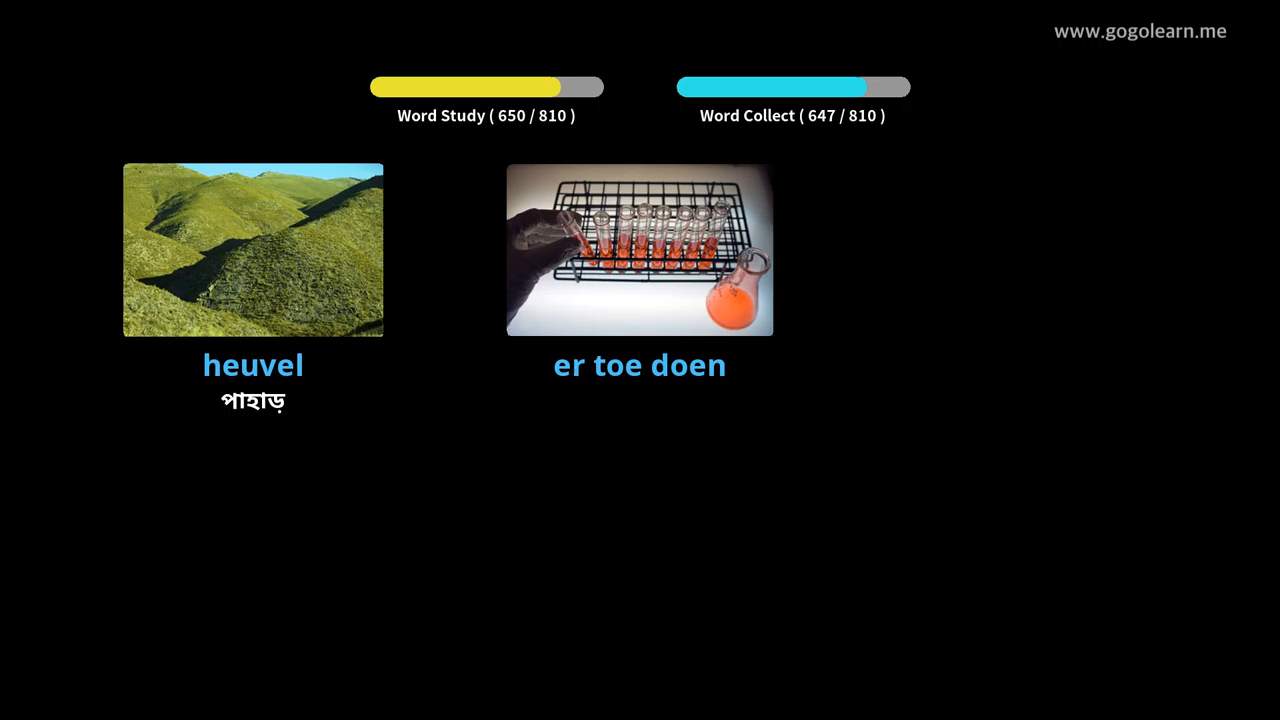 www.gogolearn.me
Word Study ( 650 / 810 )
Word Collect ( 647 / 810 )
heuvel
er toe doen
পাহাড়